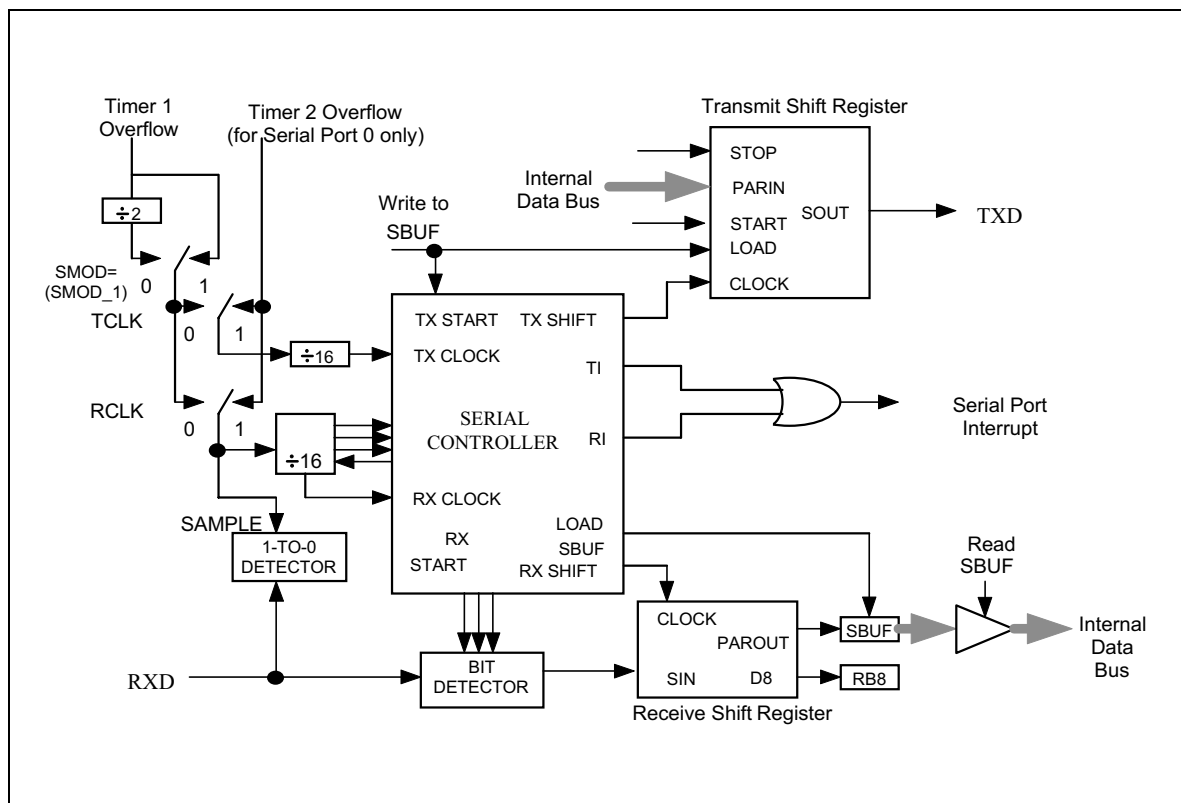 Timer 1
Overflow
Timer 2 Overflow
(for Serial Port 0 only)
Transmit Shift Register
÷2
SMOD=
(SMOD_1)
0
1
TCLK
0
1
÷16
RCLK
0
1
÷16
Write to
SBUF
Internal
Data Bus
STOP
PARIN
START
LOAD
CLOCK
SOUT
TXD
TX START
TX SHIFT
TX CLOCK
TI
SERIAL
CONTROLLER
RI
RX CLOCK
LOAD
SBUF
RX
START
RX SHIFT
Serial Port
Interrupt
SAMPLE
1-TO-0
DETECTOR
RXD
BIT
DETECTOR
CLOCK
PAROUT
SIN
D8
Receive Shift Register
SBUF
RB8
Read
SBUF
Internal
Data
Bus